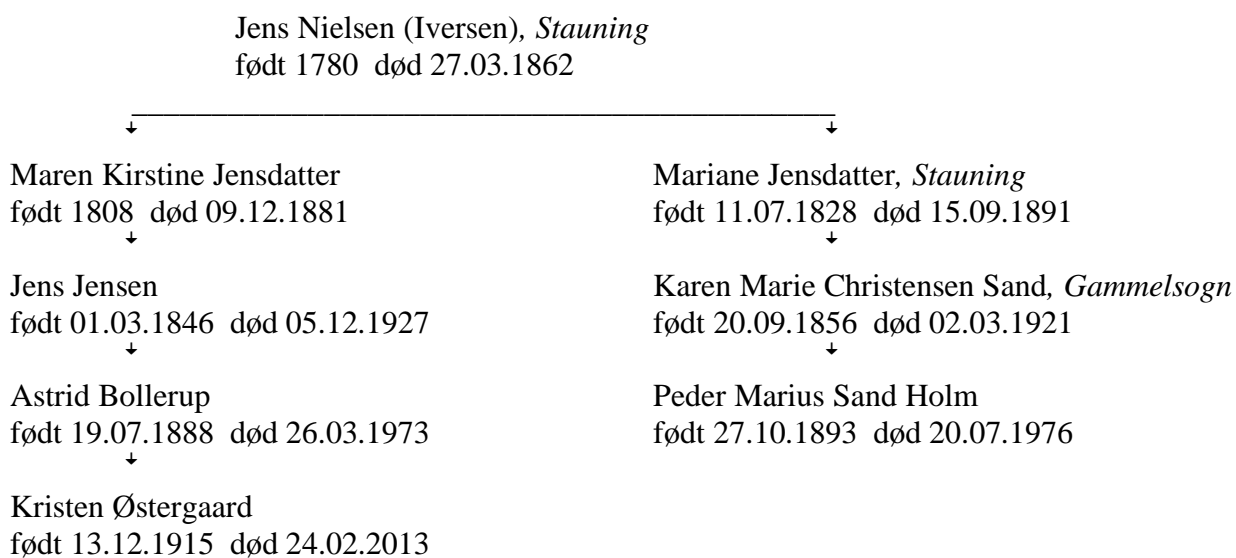 Jens Nielsen (Iversen), Stauning
født 1780 død 27.03.1862
Maren Kirstine Jensdatter
født 1808 død 09.12.1881
Mariane Jensdatter, Stauning
født 11.07.1828 død 15.09.1891
Jens Jensen
født 01.03.1846 død 05.12.1927
Karen Marie Christensen Sand, Gammelsogn
født 20.09.1856 død 02.03.1921
Astrid Bollerup
født 19.07.1888 død 26.03.1973
Peder Marius Sand Holm
født 27.10.1893 død 20.07.1976
Kristen Østergaard
født 13.12.1915 død 24.02.2013